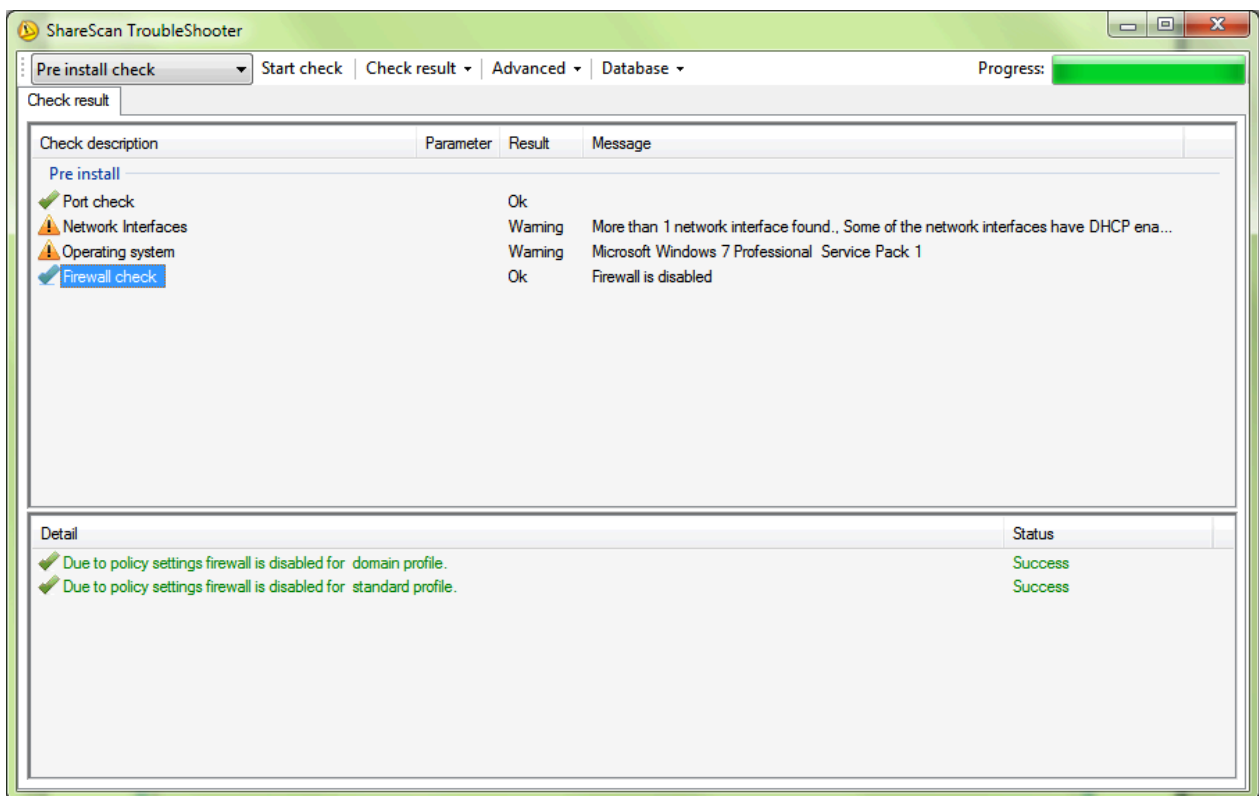 ShareScan TroubleShooter
Pre install check Start check Check result Advanced Database Progress:
Check result
Check description Parameter Result Message
Pre install
Port check Ok
Network Interfaces Warning More than 1 network interface found., Some of the network interfaces have DHCP ena...
Operating system Warning Microsoft Windows 7 Professional Service Pack 1
Firewall check Ok Firewall is disabled
Detail Status
Due to policy settings firewall is disabled for domain profile. Success
Due to policy settings firewall is disabled for standard profile. Success